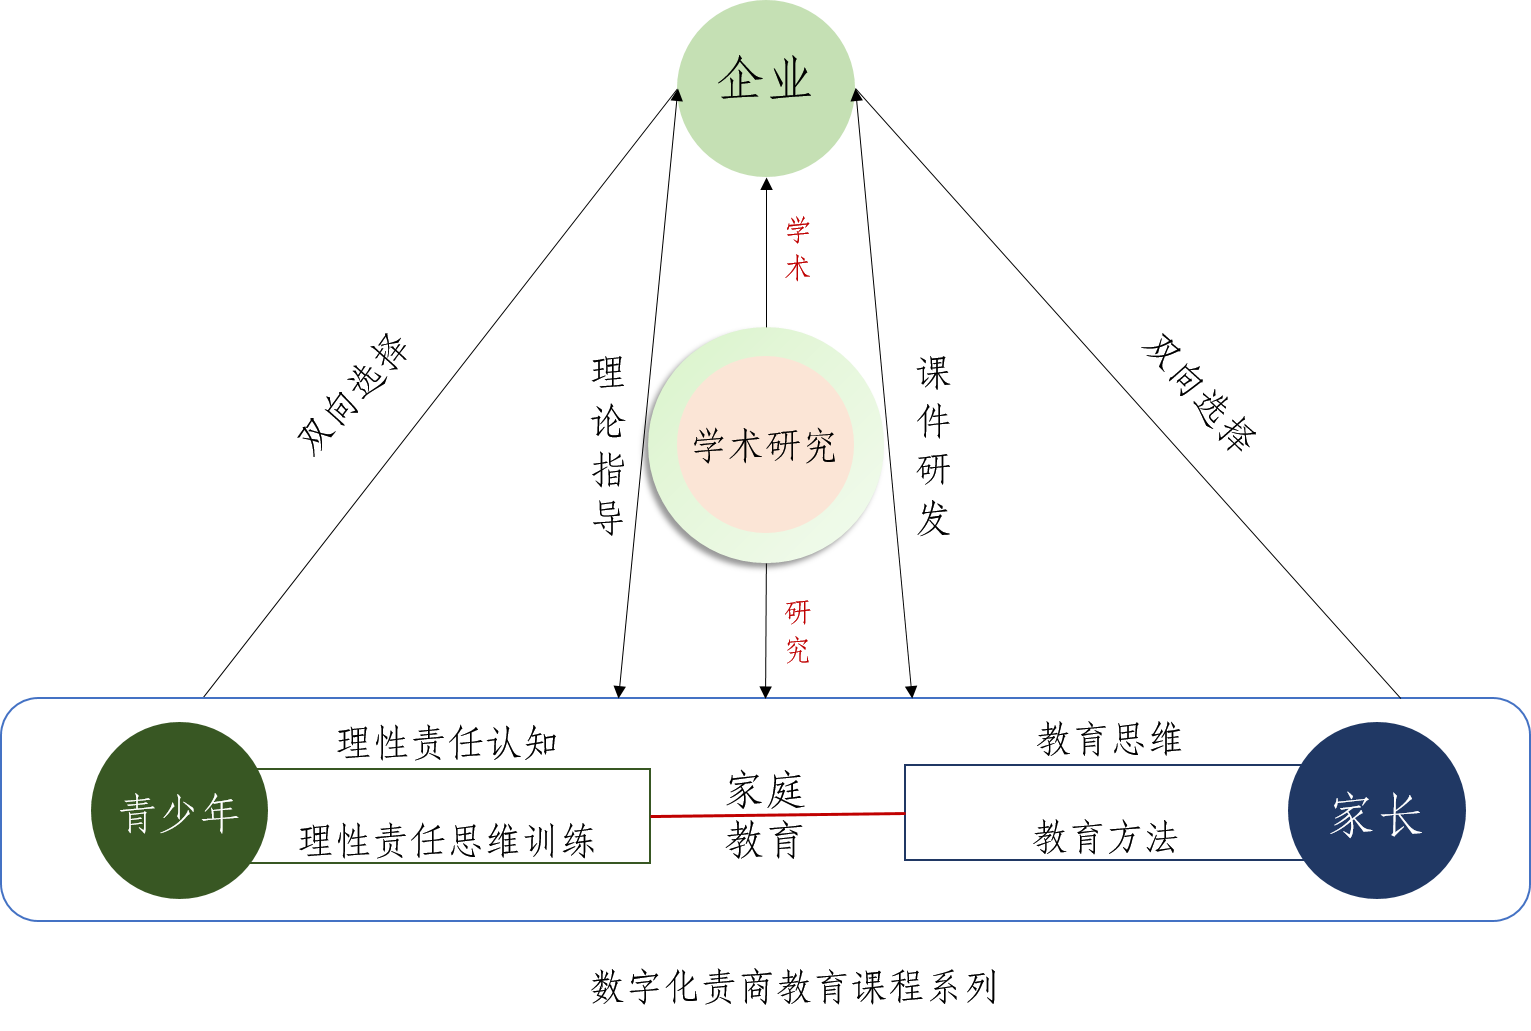 企业
学
术
双向选择
理
论
指
导
学术研究
课
件
研
发
双向选择
研
究
青少年
理性责任认知
理性责任思维训练
家庭
教育
教育思维
教育方法
家长
数字化责商教育课程系列